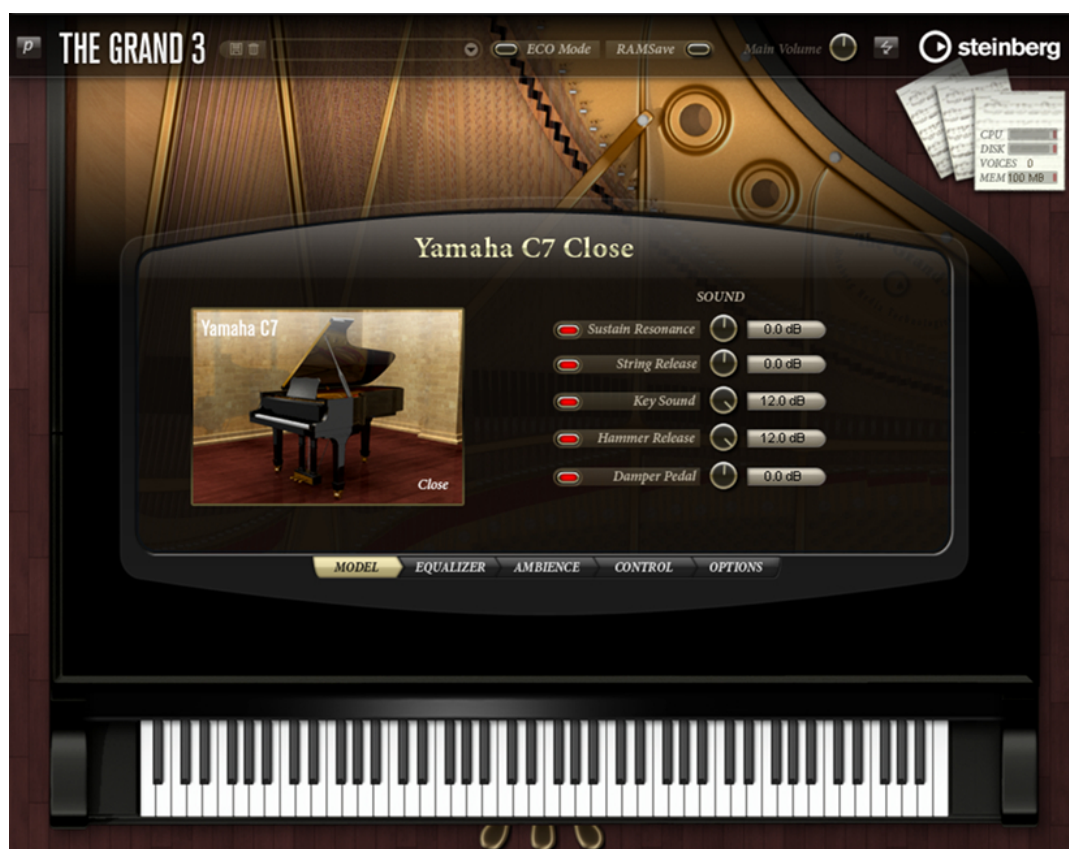 p THE GRAND 3 ECO Mode RAMSave Main Volume steinberg
CPU
DISK
VOICES 0
MEM 100 MB
Yamaha C7 Close
Yamaha C7
Close
SOUND
Sustain Resonance 0.0 dB
String Release 0.0 dB
Key Sound 12.0 dB
Hammer Release 12.0 dB
Damper Pedal 0.0 dB
MODEL EQUALIZER AMBIENCE CONTROL OPTIONS